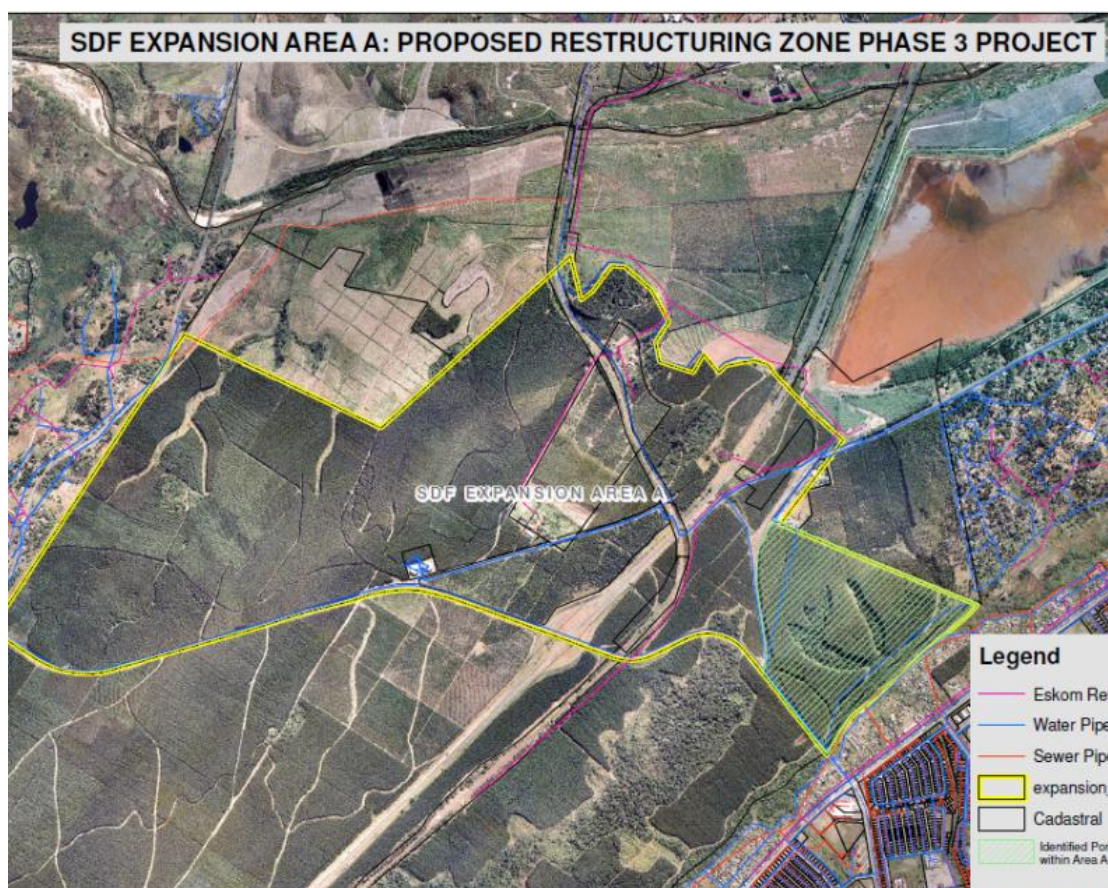 SDF EXPANSION AREA A: PROPOSED RESTRUCTURING ZONE PHASE 3 PROJECT
SDF EXPANSION AREA A
Legend
Eskom Re
Water Pipe
Sewer Pipe
expansion_
Cadastral
Identified Por
within Area A